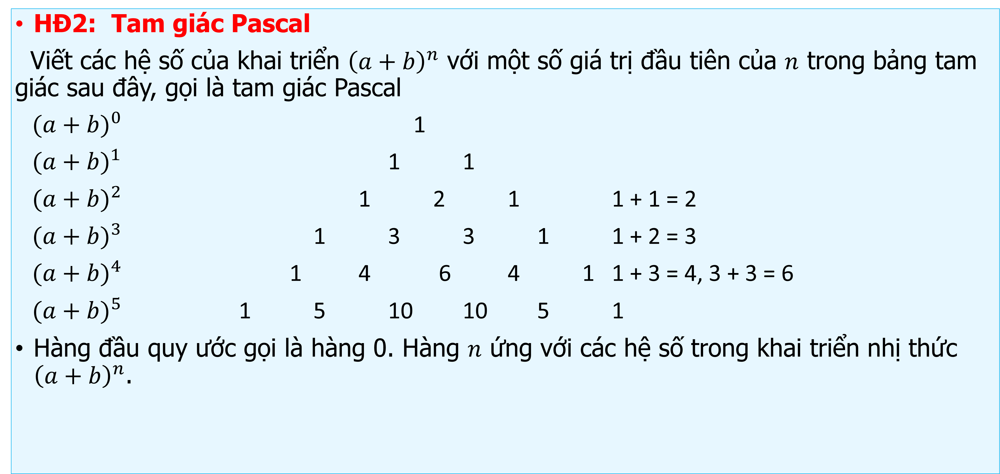 • HĐ2: Tam giác Pascal
Viết các hệ số của khai triển (a + b)ⁿ với một số giá trị đầu tiên của n trong bảng tam
giác sau đây, gọi là tam giác Pascal
(a + b)⁰ 1
(a + b)¹ 1 1
(a + b)² 1 2 1 1 + 1 = 2
(a + b)³ 1 3 3 1 1 + 2 = 3
(a + b)⁴ 1 4 6 4 1 1 + 3 = 4, 3 + 3 = 6
(a + b)⁵ 1 5 10 10 5 1
• Hàng đầu quy ước gọi là hàng 0. Hàng n ứng với các hệ số trong khai triển nhị thức
(a + b)ⁿ.